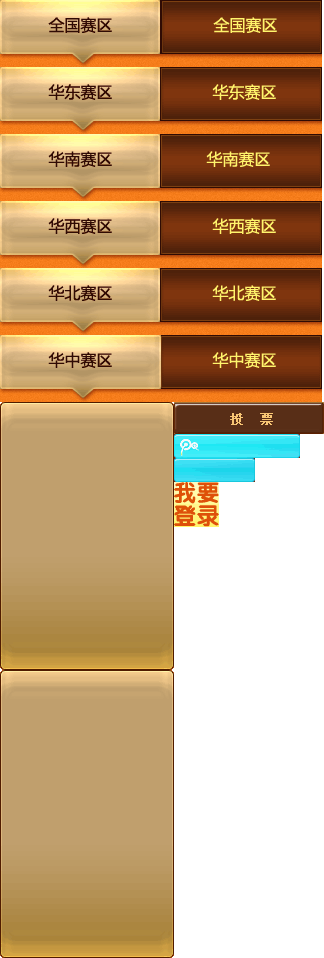 全国赛区 全国赛区
华东赛区 华东赛区
华南赛区 华南赛区
华西赛区 华西赛区
华北赛区 华北赛区
华中赛区 华中赛区
投 票
我要
登录